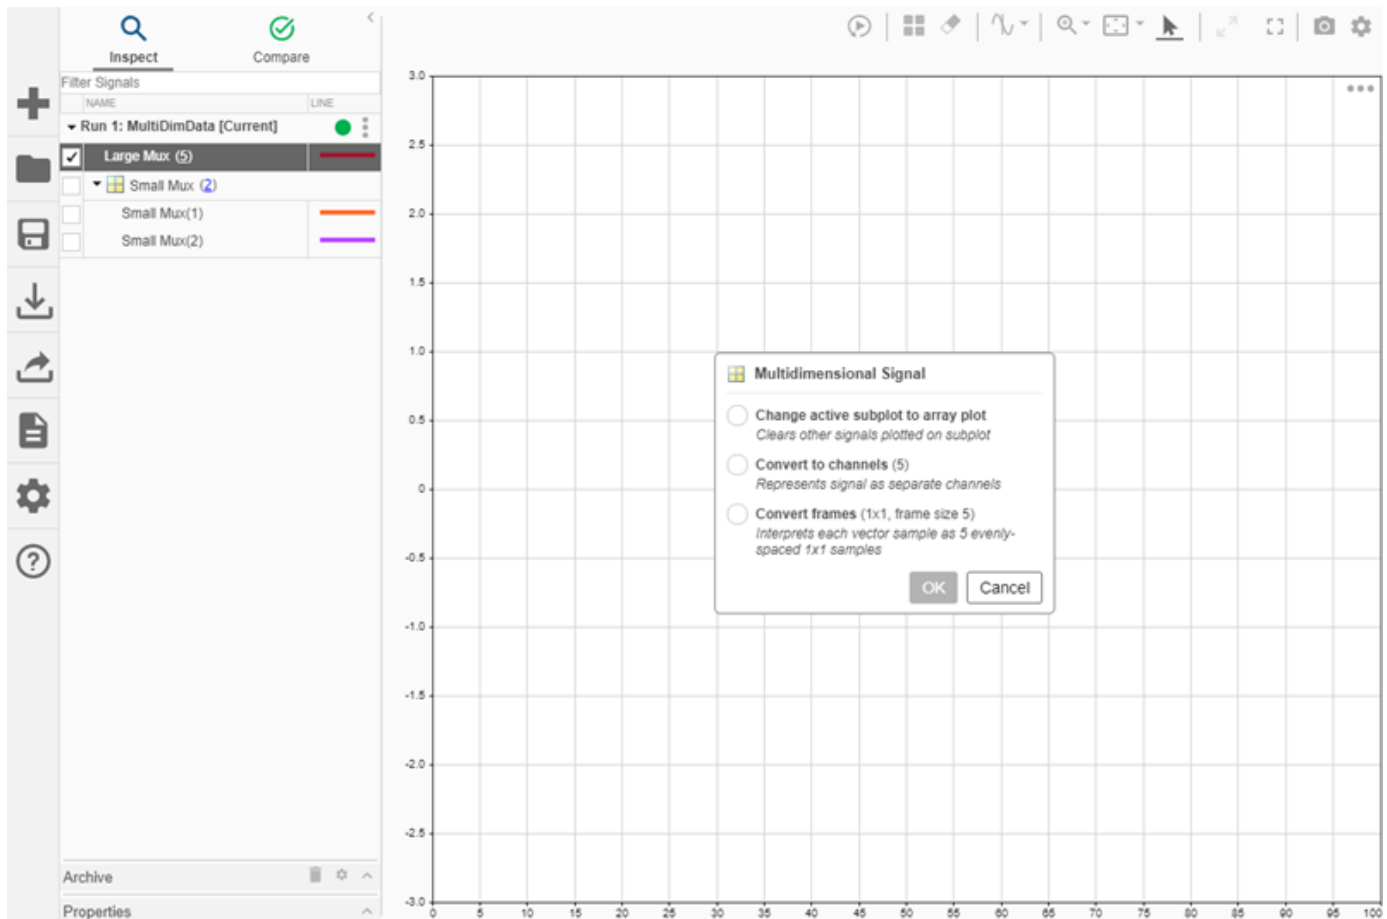 Inspect
Compare
Filter Signals
NAME
LINE
Run 1: MultiDimData [Current]
Large Mux (5)
Small Mux (2)
Small Mux(1)
Small Mux(2)
Archive
Properties
3.0
2.5
2.0
1.5
1.0
0.5
0
-0.5
-1.0
-1.5
-2.0
-2.5
-3.0
0 5 10 15 20 25 30 35 40 45 50 55 60 65 70 75 80 85 90 95 100
Multidimensional Signal
Change active subplot to array plot
Clears other signals plotted on subplot
Convert to channels (5)
Represents signal as separate channels
Convert frames (1x1, frame size 5)
Interprets each vector sample as 5 evenly-
spaced 1x1 samples
OK
Cancel